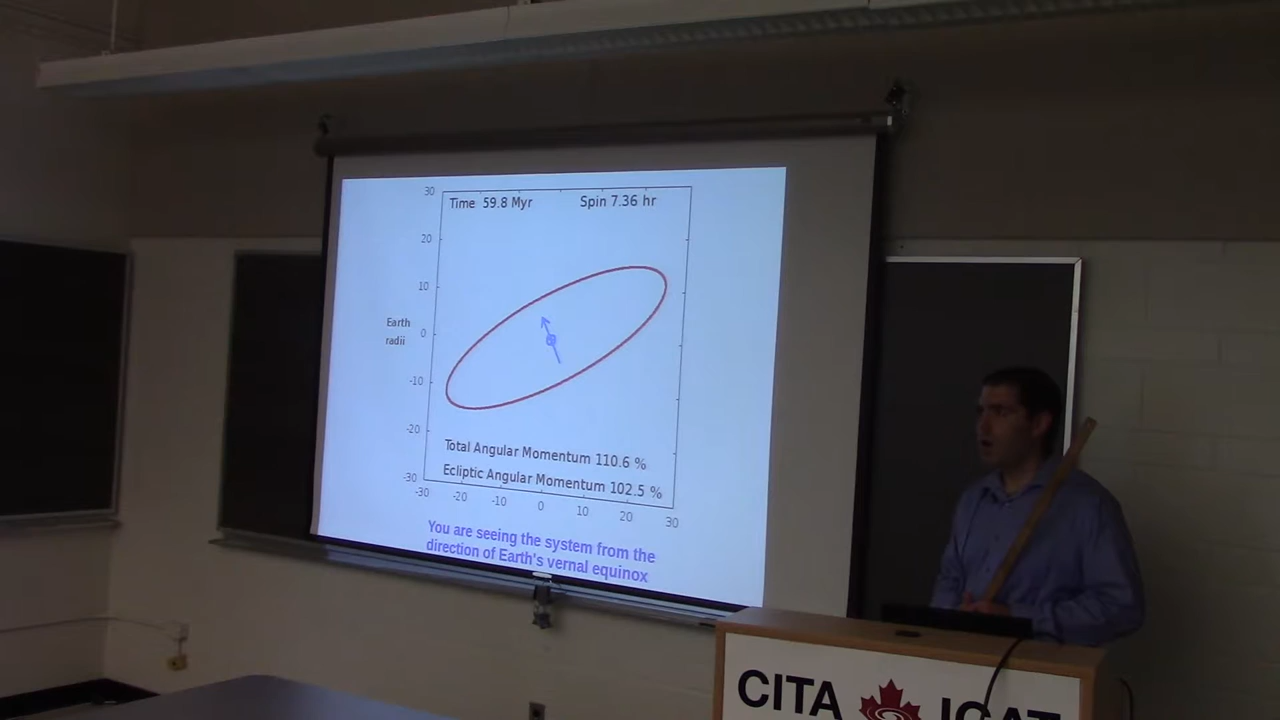 Time 59.8 Myr
Spin 7.36 hr
30
20
10
Earth
radii
0
-10
-20
-30
Total Angular Momentum 110.6 %
Ecliptic Angular Momentum 102.5 %
-30 -20 -10 0 10 20 30
You are seeing the system from the
direction of Earth's vernal equinox
CITA ICAT